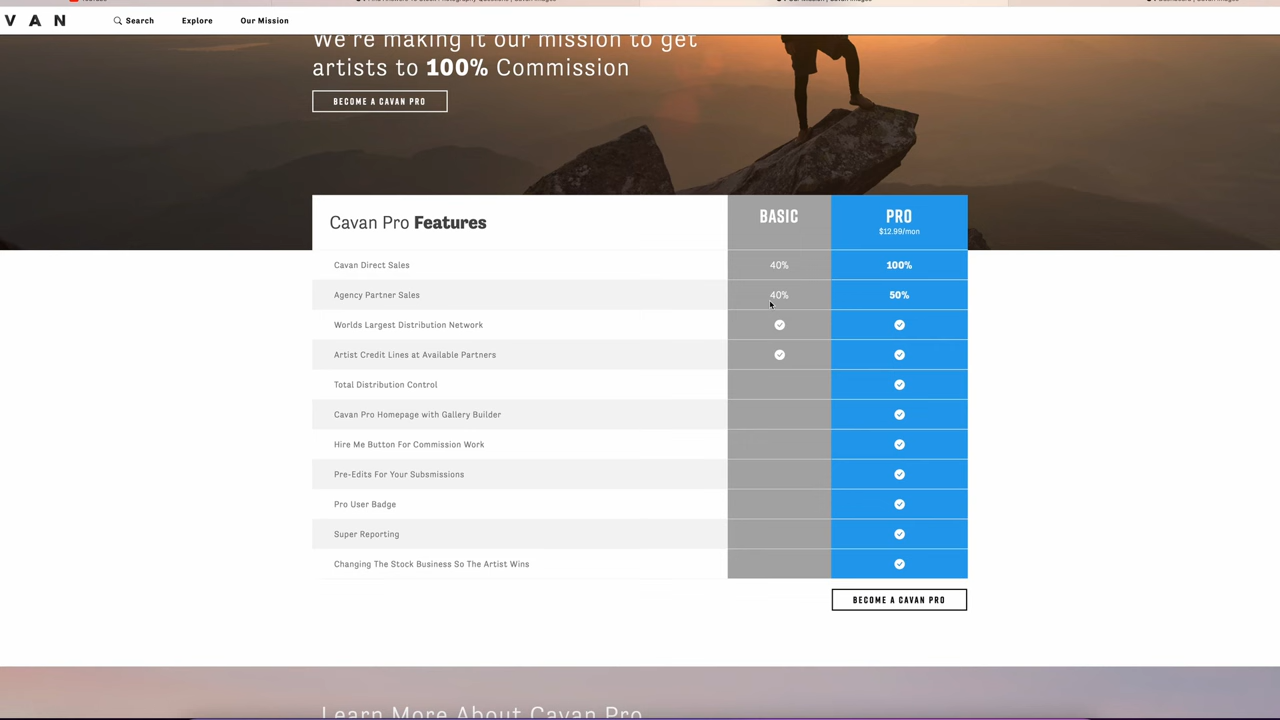 V A N
Search
Explore
Our Mission
We're making it our mission to get
artists to 100% Commission
BECOME A CAVAN PRO
Cavan Pro Features
BASIC
PRO
$12.99/mon
Cavan Direct Sales
40%
100%
Agency Partner Sales
40%
50%
Worlds Largest Distribution Network
Artist Credit Lines at Available Partners
Total Distribution Control
Cavan Pro Homepage with Gallery Builder
Hire Me Button For Commission Work
Pre-Edits For Your Subsmissions
Pro User Badge
Super Reporting
Changing The Stock Business So The Artist Wins
BECOME A CAVAN PRO
Learn More About Cavan Pro